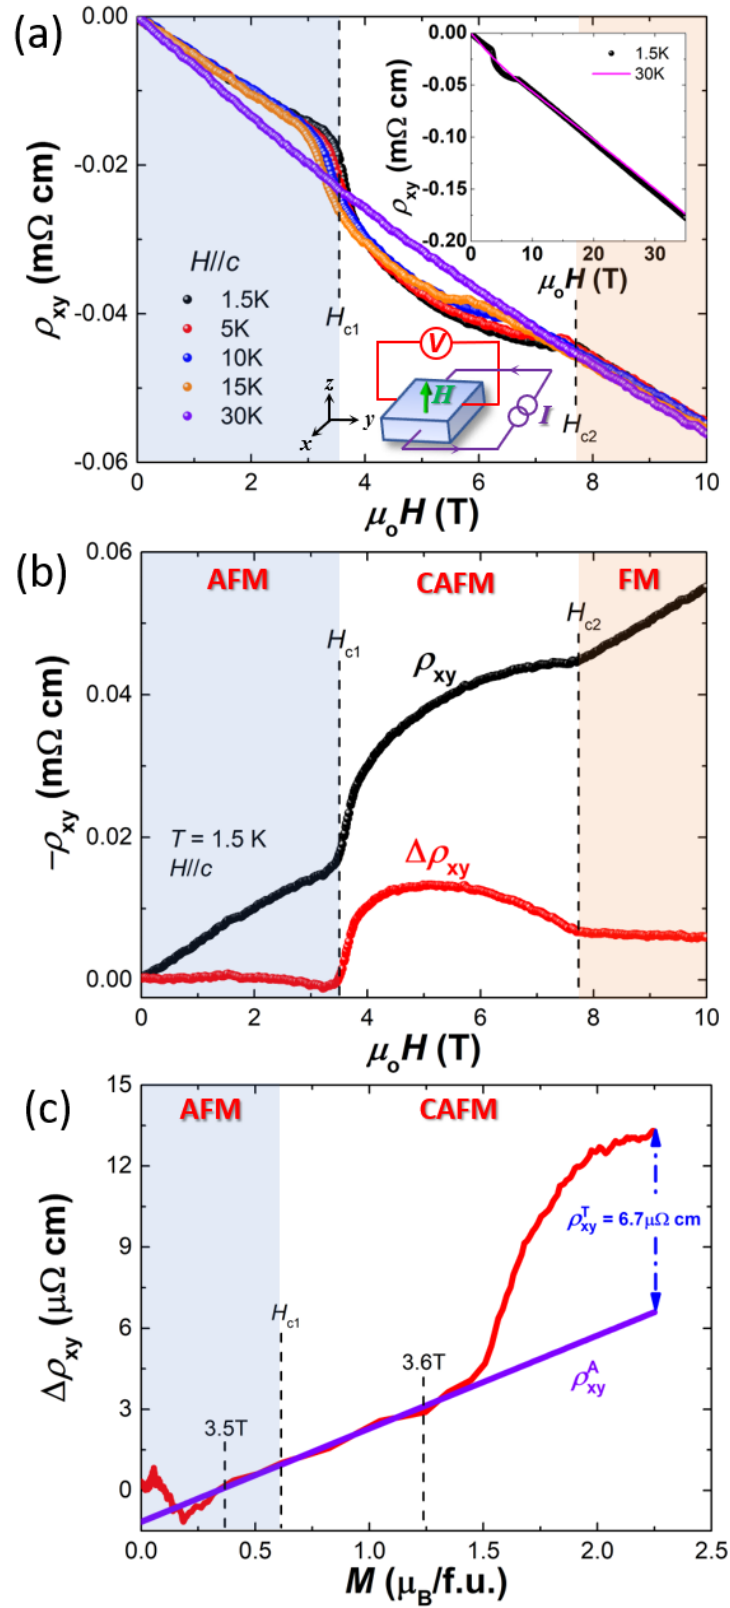 (a)
0.00
-0.02
-0.04
-0.06
ρxy (mΩ cm)
H//c
1.5K
5K
10K
15K
30K
Hc1
Hc2
0 2 4 6 8 10
μoH (T)
0.00
-0.05
-0.10
-0.15
-0.20
ρxy (mΩ cm)
1.5K
30K
0 10 20 30
μoH (T)
V
H
I
z
y
x
(b)
0.06
0.04
0.02
0.00
-ρxy (mΩ cm)
AFM CAFM FM
Hc1
Hc2
ρxy
Δρxy
T = 1.5 K
H//c
0 2 4 6 8 10
μoH (T)
(c)
15
12
9
6
3
0
Δρxy (μΩ cm)
AFM CAFM
ρTxy = 6.7μΩ cm
Hc1
3.6T
3.5T
ρAxy
0.0 0.5 1.0 1.5 2.0 2.5
M (μB/f.u.)